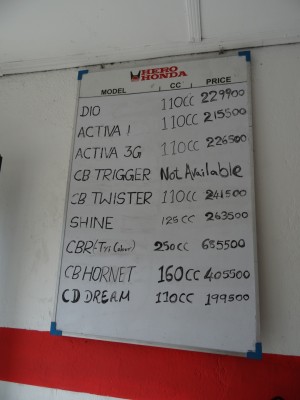 HERO
HONDA
MODEL CC PRICE
DIO 110CC 229900
ACTIVA I 110CC 215500
ACTIVA 3G 110CC 226500
CB TRIGGER Not Available
CB TWISTER 110CC 241500
SHINE 125CC 263500
CBR 250CC 635500
CB HORNET 160CC 405500
CD DREAM 110CC 199500